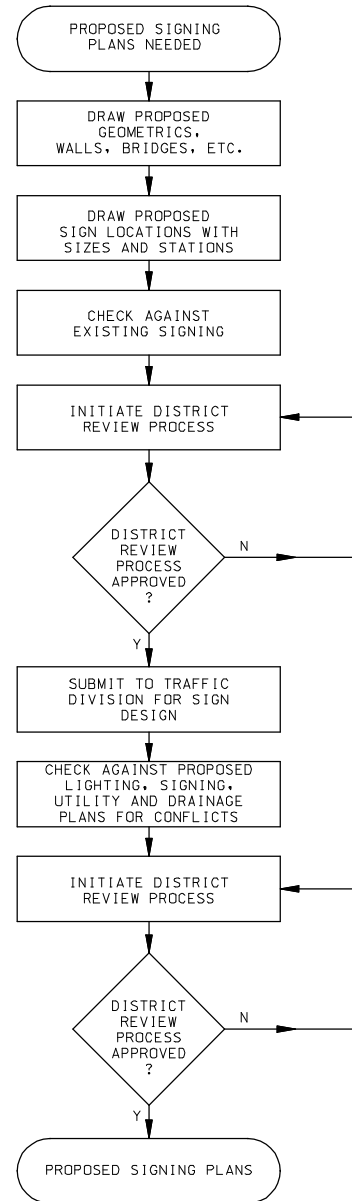 PROPOSED SIGNING
PLANS NEEDED
DRAW PROPOSED
GEOMETRICS,
WALLS, BRIDGES, ETC.
DRAW PROPOSED
SIGN LOCATIONS WITH
SIZES AND STATIONS
CHECK AGAINST
EXISTING SIGNING
INITIATE DISTRICT
REVIEW PROCESS
DISTRICT
REVIEW
PROCESS
APPROVED
?
N
Y
SUBMIT TO TRAFFIC
DIVISION FOR SIGN
DESIGN
CHECK AGAINST PROPOSED
LIGHTING, SIGNING,
UTILITY AND DRAINAGE
PLANS FOR CONFLICTS
INITIATE DISTRICT
REVIEW PROCESS
DISTRICT
REVIEW
PROCESS
APPROVED
?
N
Y
PROPOSED SIGNING PLANS